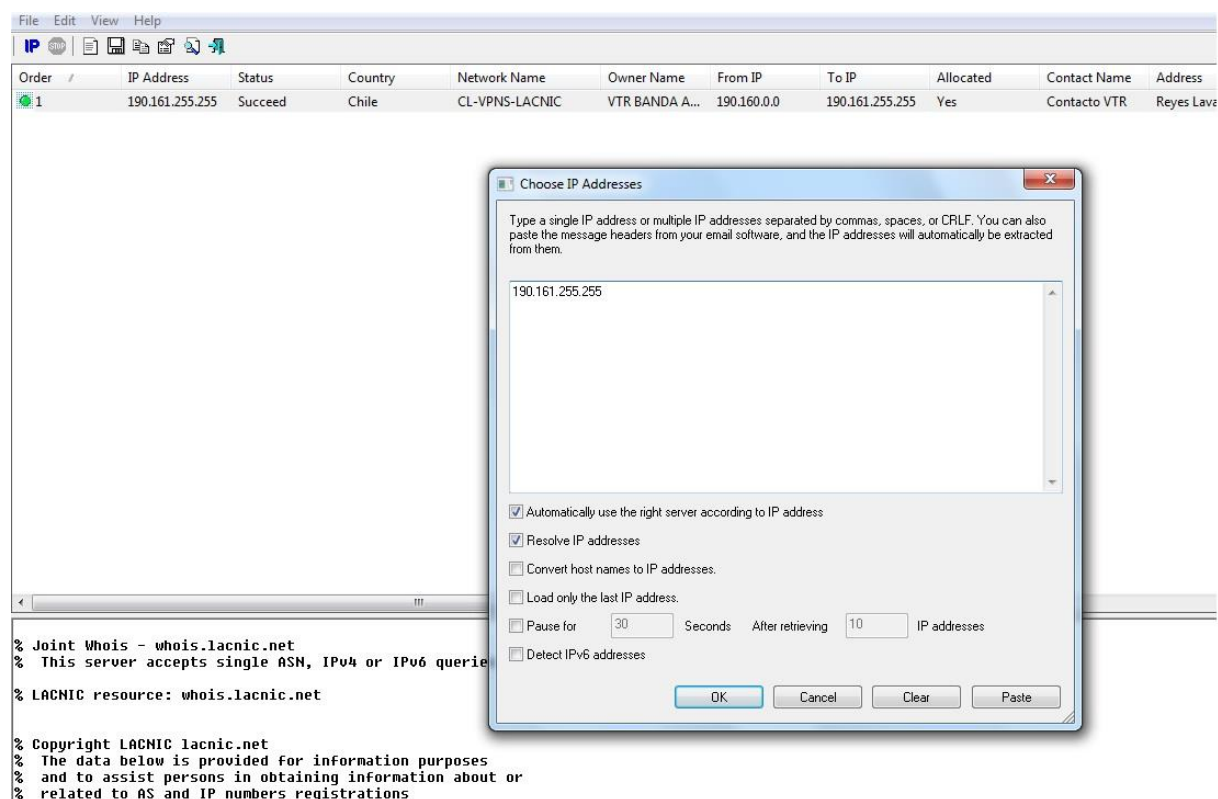 File Edit View Help
IP STOP
Order / IP Address Status Country Network Name Owner Name From IP To IP Allocated Contact Name Address
1 190.161.255.255 Succeed Chile CL-VPNS-LACNIC VTR BANDA A... 190.160.0.0 190.161.255.255 Yes Contacto VTR Reyes Lava
Choose IP Addresses
Type a single IP address or multiple IP addresses separated by commas, spaces, or CRLF. You can also
paste the message headers from your email software, and the IP addresses will automatically be extracted
from them.
190.161.255.255
Automatically use the right server according to IP address
Resolve IP addresses
Convert host names to IP addresses.
Load only the last IP address.
Pause for 30 Seconds After retrieving 10 IP addresses
Detect IPv6 addresses
OK Cancel Clear Paste
% Joint Whois - whois.lacnic.net
% This server accepts single ASN, IPv4 or IPv6 querie
% LACNIC resource: whois.lacnic.net
% Copyright LACNIC lacnic.net
% The data below is provided for information purposes
% and to assist persons in obtaining information about or
% related to AS and IP numbers registrations